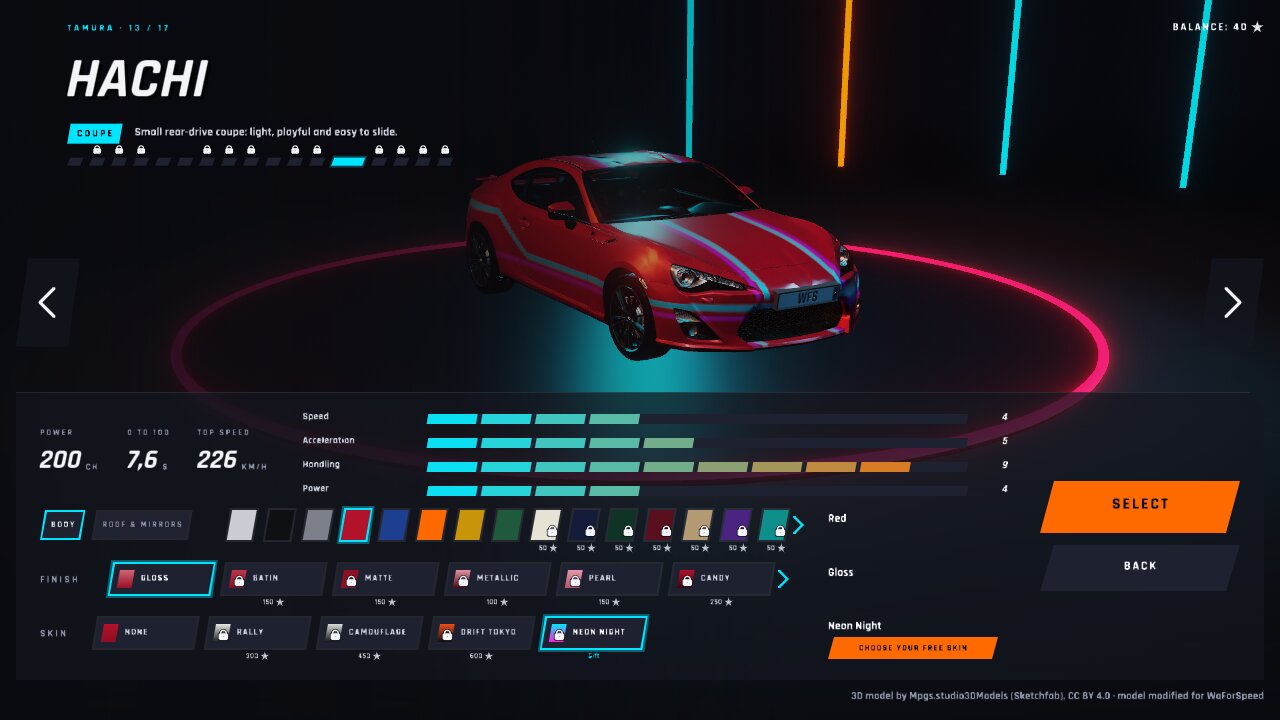 TAMURA · 13 / 17
BALANCE: 40 ★
HACHI
COUPE Small rear-drive coupe: light, playful and easy to slide.
WFS
POWER 0 TO 100 TOP SPEED
200 CH 7,6 S 226 KM/H
Speed 4
Acceleration 5
Handling 9
Power 4
SELECT
BODY ROOF & MIRRORS Red
50 ★ 50 ★ 50 ★ 50 ★ 50 ★ 50 ★ 50 ★
BACK
FINISH GLOSS SATIN MATTE METALLIC PEARL CANDY Gloss
150 ★ 150 ★ 100 ★ 150 ★ 250 ★
SKIN NONE RALLY CAMOUFLAGE DRIFT TOKYO NEON NIGHT Neon Night
300 ★ 450 ★ 600 ★ Gift
CHOOSE YOUR FREE SKIN
3D model by Mpgs.studio3DModels (Sketchfab), CC BY 4.0 · model modified for WaForSpeed